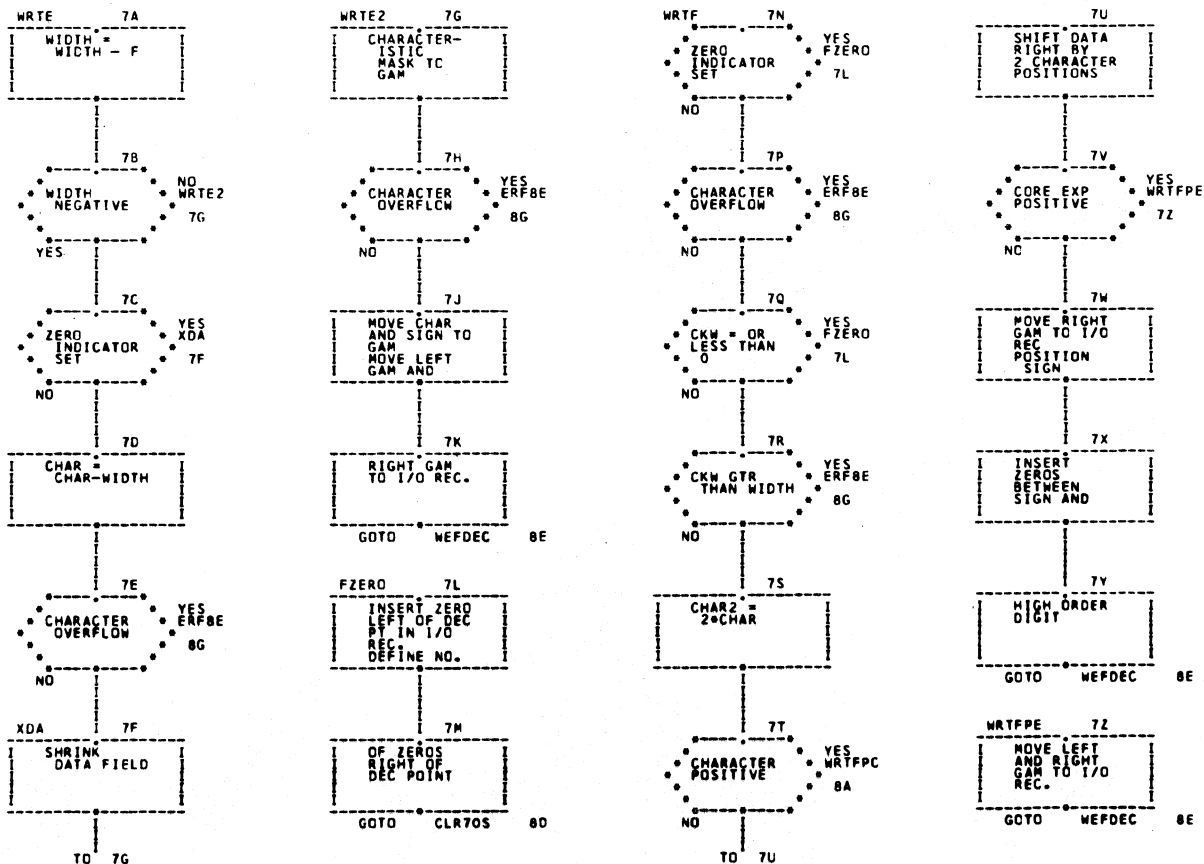 WRTE 7A
WIDTH =
WIDTH - F
7B
WIDTH
NEGATIVE
NO
WRTE2
7G
YES
7C
ZERO
INDICATOR
SET
YES
XDA
7F
NO
7D
CHAR =
CHAR-WIDTH
7E
CHARACTER
OVERFLOW
YES
ERF8E
8G
NO
XDA 7F
SHRINK
DATA FIELD
TO 7G
WRTE2 7G
CHARACTER-
ISTIC
MASK TO
GAM
7H
CHARACTER
OVERFLOW
YES
ERF8E
8G
NO
7J
MOVE CHAR
AND SIGN TO
GAM
MOVE LEFT
GAM AND
7K
RIGHT GAM
TO I/O REC.
GOTO WEFDEC 8E
FZERO 7L
INSERT ZERO
LEFT OF DEC
PT IN I/O
REC.
DEFINE NO.
7M
OF ZEROS
RIGHT OF
DEC POINT
GOTO CLR70S 8D
WRTF 7N
ZERO
INDICATOR
SET
YES
FZERO
7L
NO
7P
CHARACTER
OVERFLOW
YES
ERF8E
8G
NO
7Q
CKW = OR
LESS THAN
0
YES
FZERO
7L
NO
7R
CKW GTR
THAN WIDTH
YES
ERF8E
8G
NO
7S
CHAR2 =
2*CHAR
7T
CHARACTER
POSITIVE
YES
WRTFPC
8A
NO
TO 7U
7U
SHIFT DATA
RIGHT BY
2 CHARACTER
POSITIONS
7V
CORE EXP
POSITIVE
YES
WRTFPE
7Z
NO
7W
MOVE RIGHT
GAM TO I/O
REC
POSITION
SIGN
7X
INSERT
ZEROS
BETWEEN
SIGN AND
7Y
HIGH ORDER
DIGIT
GOTO WEFDEC 8E
WRTFPE 7Z
MOVE LEFT
AND RIGHT
GAM TO I/O
REC.
GOTO WEFDEC 8E